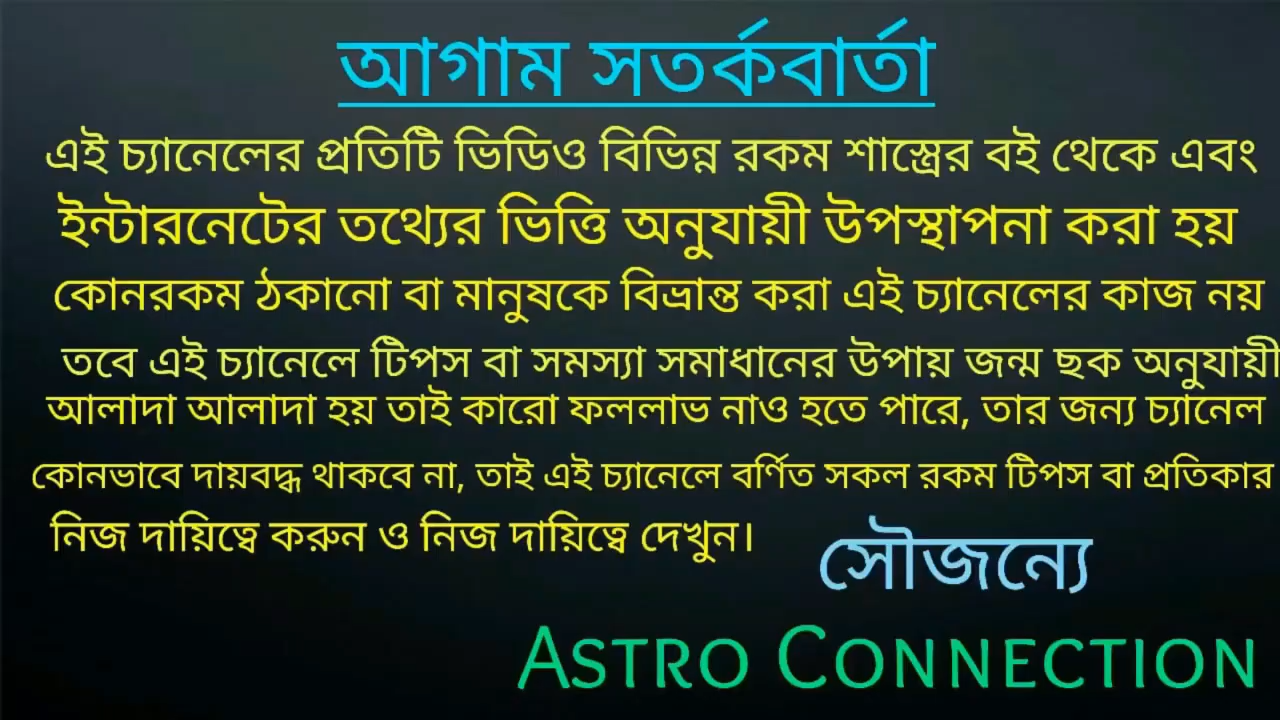 আগাম সতর্কবার্তা
এই চ্যানেলের প্রতিটি ভিডিও বিভিন্ন রকম শাস্ত্রের বই থেকে এবং
ইন্টারনেটের তথ্যের ভিত্তি অনুযায়ী উপস্থাপনা করা হয়
কোনরকম ঠকানো বা মানুষকে বিভ্রান্ত করা এই চ্যানেলের কাজ নয়
তবে এই চ্যানেলে টিপস বা সমস্যা সমাধানের উপায় জন্ম ছক অনুযায়ী
আলাদা আলাদা হয় তাই কারো ফললাভ নাও হতে পারে, তার জন্য চ্যানেল
কোনভাবে দায়বদ্ধ থাকবে না, তাই এই চ্যানেলে বর্ণিত সকল রকম টিপস বা প্রতিকার
নিজ দায়িত্বে করুন ও নিজ দায়িত্বে দেখুন।
সৌজন্যে
ASTRO CONNECTION